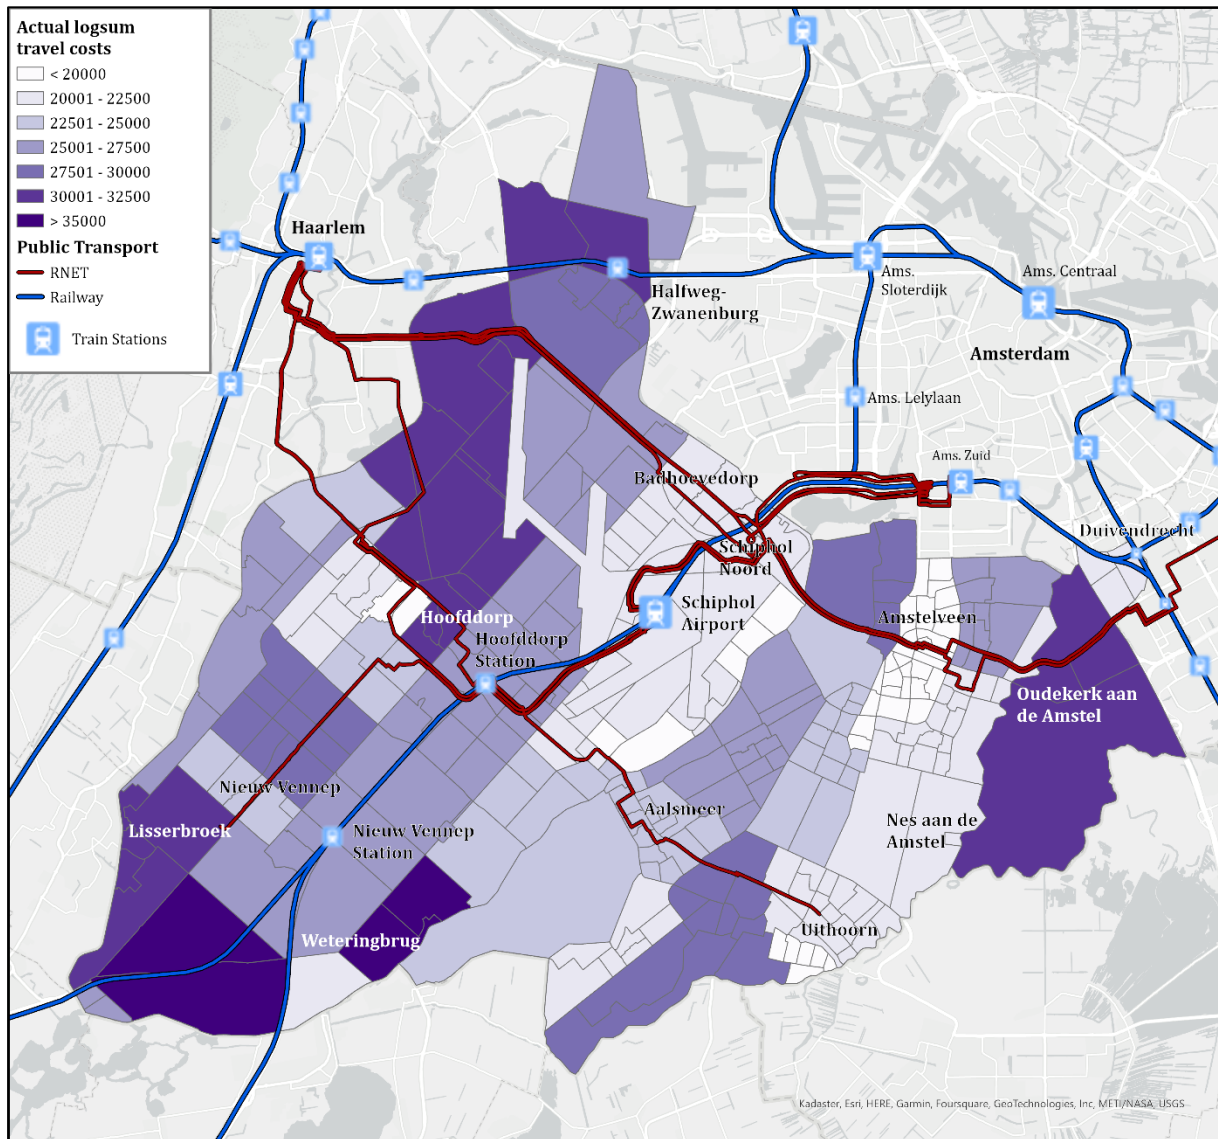 Actual logsum
travel costs
< 20000
20001 - 22500
22501 - 25000
25001 - 27500
27501 - 30000
30001 - 32500
> 35000
Public Transport
RNET
Railway
Train Stations
Haarlem
Halfweg-
Zwanenburg
Ams.
Sloterdijk
Ams. Centraal
Amsterdam
Ams. Lelylaan
Ams. Zuid
Badhoevedorp
Duivendrecht
Schiphol
Noord
Schiphol
Airport
Amstelveen
Hoofddorp
Hoofddorp
Station
Oudekerk aan
de Amstel
Nieuw Vennep
Aalsmeer
Lisserbroek
Nieuw Vennep
Station
Nes aan de
Amstel
Uithoorn
Weteringbrug
Kadaster, Esri, HERE, Garmin, Foursquare, GeoTechnologies, Inc, METI/NASA, USGS